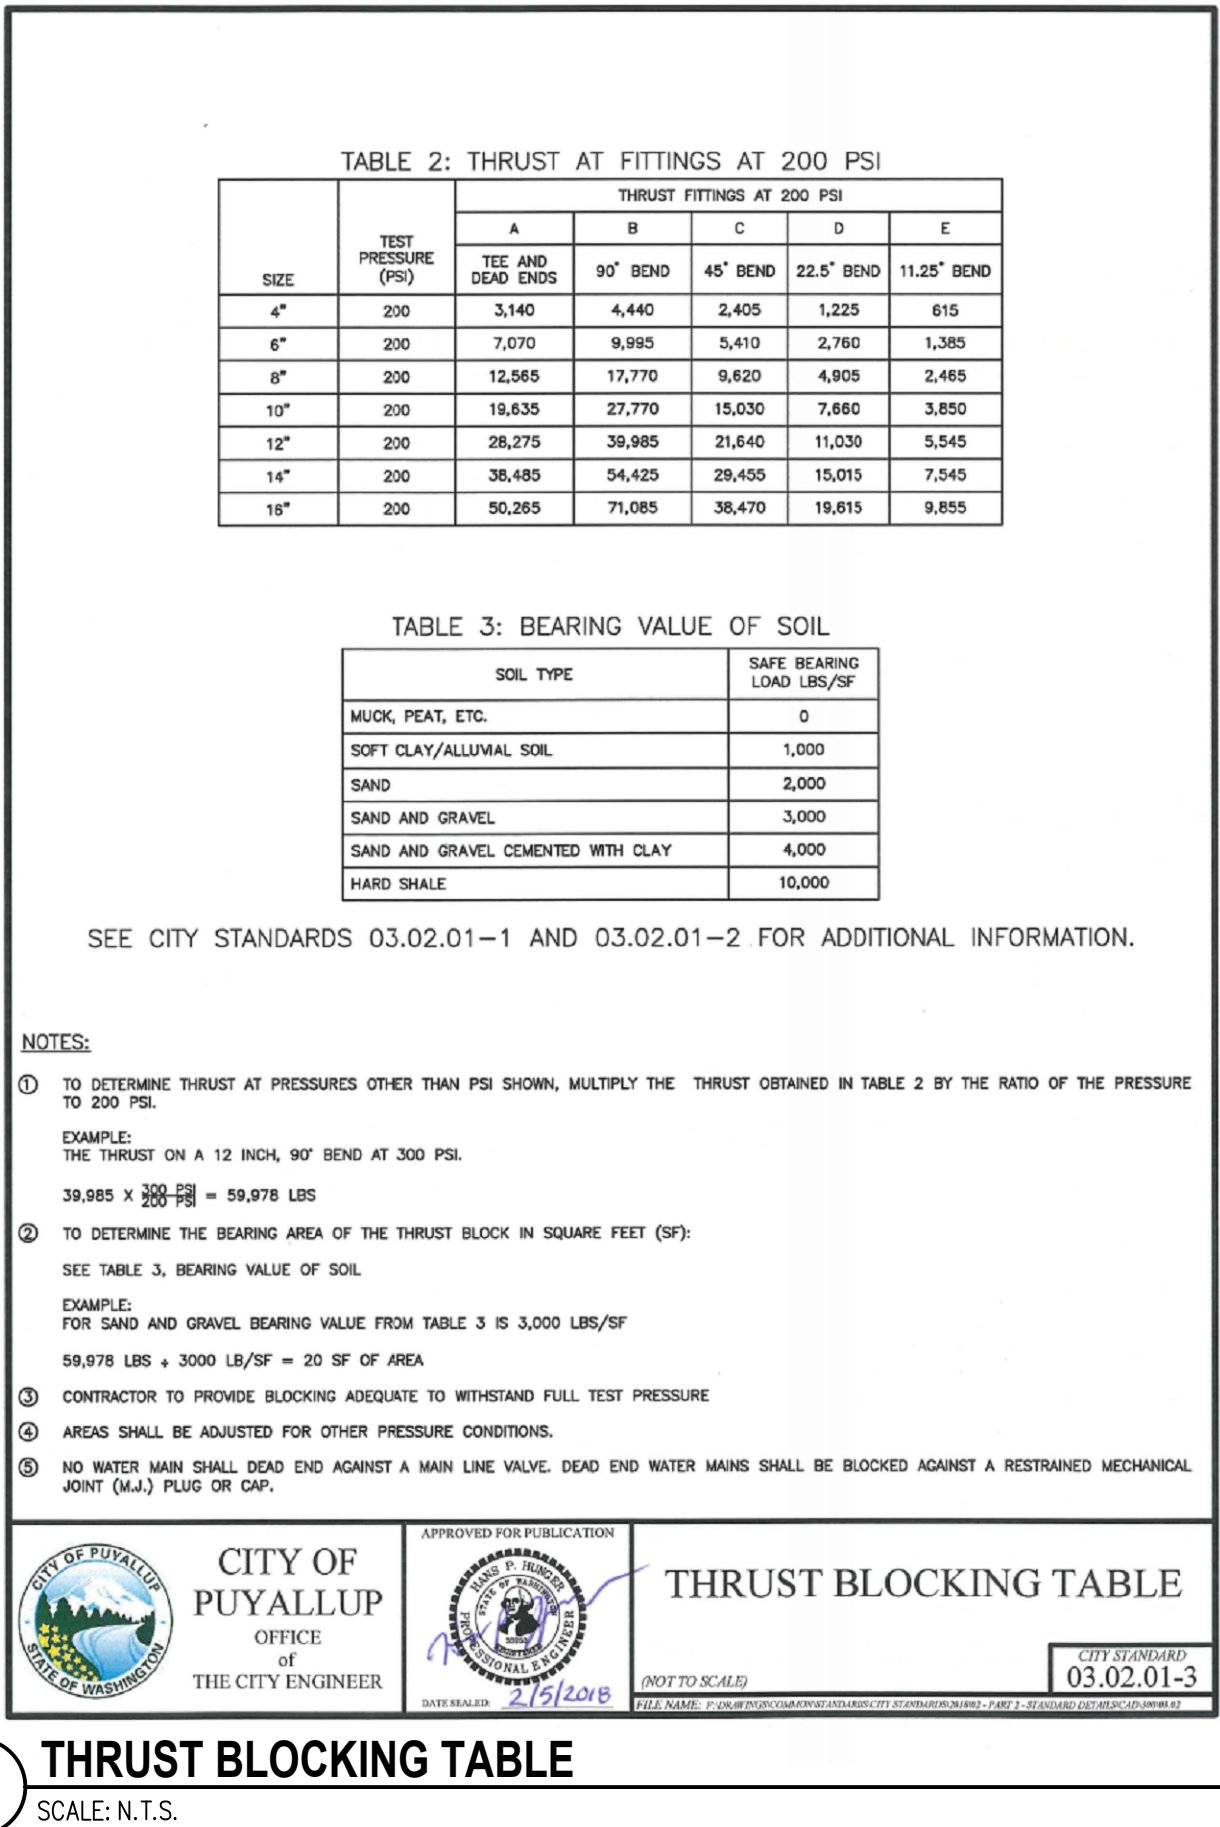 TABLE 2: THRUST AT FITTINGS AT 200 PSI
SIZE
TEST PRESSURE (PSI)
THRUST FITTINGS AT 200 PSI
A B C D E
TEE AND DEAD ENDS 90° BEND 45° BEND 22.5° BEND 11.25° BEND
4" 200 3,140 4,440 2,405 1,225 615
6" 200 7,070 9,995 5,410 2,760 1,385
8" 200 12,565 17,770 9,620 4,905 2,465
10" 200 19,635 27,770 15,030 7,660 3,850
12" 200 28,275 39,985 21,640 11,030 5,545
14" 200 38,485 54,425 29,455 15,015 7,545
16" 200 50,265 71,085 38,470 19,615 9,855
TABLE 3: BEARING VALUE OF SOIL
SOIL TYPE SAFE BEARING LOAD LBS/SF
MUCK, PEAT, ETC. 0
SOFT CLAY/ALLUVIAL SOIL 1,000
SAND 2,000
SAND AND GRAVEL 3,000
SAND AND GRAVEL CEMENTED WITH CLAY 4,000
HARD SHALE 10,000
SEE CITY STANDARDS 03.02.01-1 AND 03.02.01-2 FOR ADDITIONAL INFORMATION.
NOTES:
① TO DETERMINE THRUST AT PRESSURES OTHER THAN PSI SHOWN, MULTIPLY THE THRUST OBTAINED IN TABLE 2 BY THE RATIO OF THE PRESSURE
TO 200 PSI.
EXAMPLE:
THE THRUST ON A 12 INCH, 90° BEND AT 300 PSI.
39,985 X 300 PSI/200 PSI = 59,978 LBS
② TO DETERMINE THE BEARING AREA OF THE THRUST BLOCK IN SQUARE FEET (SF):
SEE TABLE 3, BEARING VALUE OF SOIL
EXAMPLE:
FOR SAND AND GRAVEL BEARING VALUE FROM TABLE 3 IS 3,000 LBS/SF
59,978 LBS ÷ 3000 LB/SF = 20 SF OF AREA
③ CONTRACTOR TO PROVIDE BLOCKING ADEQUATE TO WITHSTAND FULL TEST PRESSURE
④ AREAS SHALL BE ADJUSTED FOR OTHER PRESSURE CONDITIONS.
⑤ NO WATER MAIN SHALL DEAD END AGAINST A MAIN LINE VALVE. DEAD END WATER MAINS SHALL BE BLOCKED AGAINST A RESTRAINED MECHANICAL
JOINT (M.J.) PLUG OR CAP.
CITY OF PUYALLUP
STATE OF WASHINGTON
CITY OF
PUYALLUP
OFFICE
of
THE CITY ENGINEER
APPROVED FOR PUBLICATION
HANS P. HUNGER
STATE OF WASHINGTON
REGISTERED
PROFESSIONAL ENGINEER
DATE SEALED: 2/5/2018
THRUST BLOCKING TABLE
(NOT TO SCALE)
CITY STANDARD
03.02.01-3
FILE NAME: F:\DRAWINGS\COMMON\STANDARDS\CITY STANDARDS\2018\02 - PART 2 - STANDARD DETAILS\CAD\300\03.02
THRUST BLOCKING TABLE
SCALE: N.T.S.